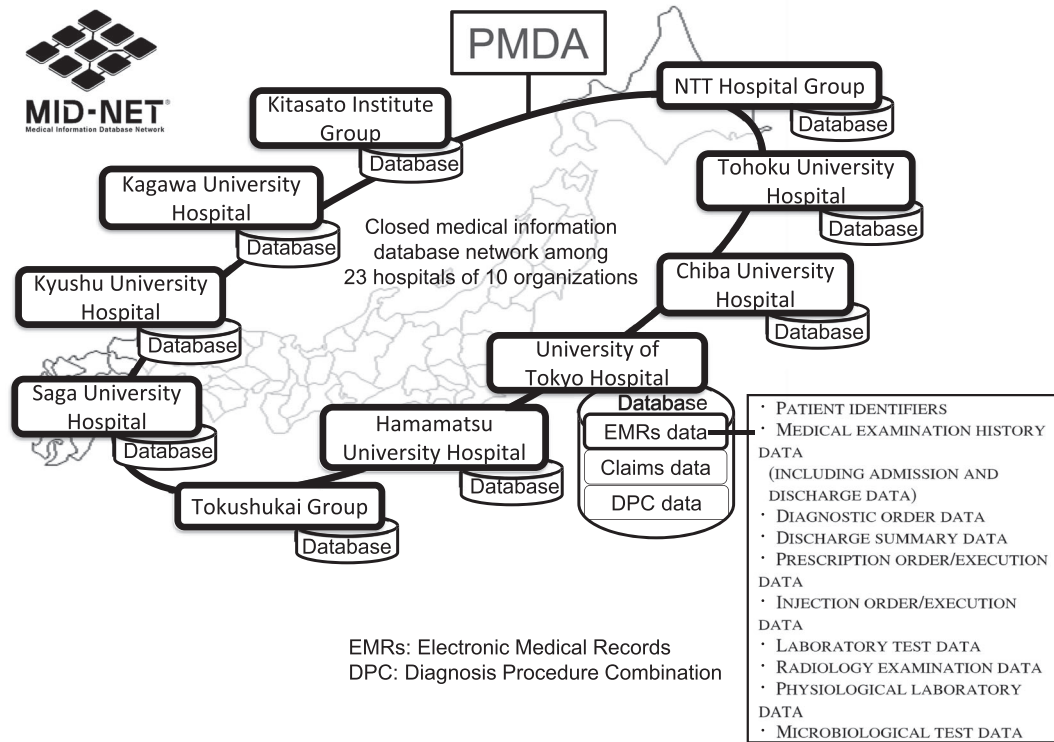 PMDA
MID-NET®
Medical Information Database Network
NTT Hospital Group
Database
Kitasato Institute
Group
Database
Tohoku University
Hospital
Database
Kagawa University
Hospital
Database
Closed medical information
database network among
23 hospitals of 10 organizations
Chiba University
Hospital
Database
Kyushu University
Hospital
Database
University of
Tokyo Hospital
Database
EMRs data
Claims data
DPC data
Saga University
Hospital
Database
Hamamatsu
University Hospital
Database
Tokushukai Group
Database
· PATIENT IDENTIFIERS
· MEDICAL EXAMINATION HISTORY
DATA
(INCLUDING ADMISSION AND
DISCHARGE DATA)
· DIAGNOSTIC ORDER DATA
· DISCHARGE SUMMARY DATA
· PRESCRIPTION ORDER/EXECUTION
DATA
· INJECTION ORDER/EXECUTION
DATA
· LABORATORY TEST DATA
· RADIOLOGY EXAMINATION DATA
· PHYSIOLOGICAL LABORATORY
DATA
· MICROBIOLOGICAL TEST DATA
EMRs: Electronic Medical Records
DPC: Diagnosis Procedure Combination